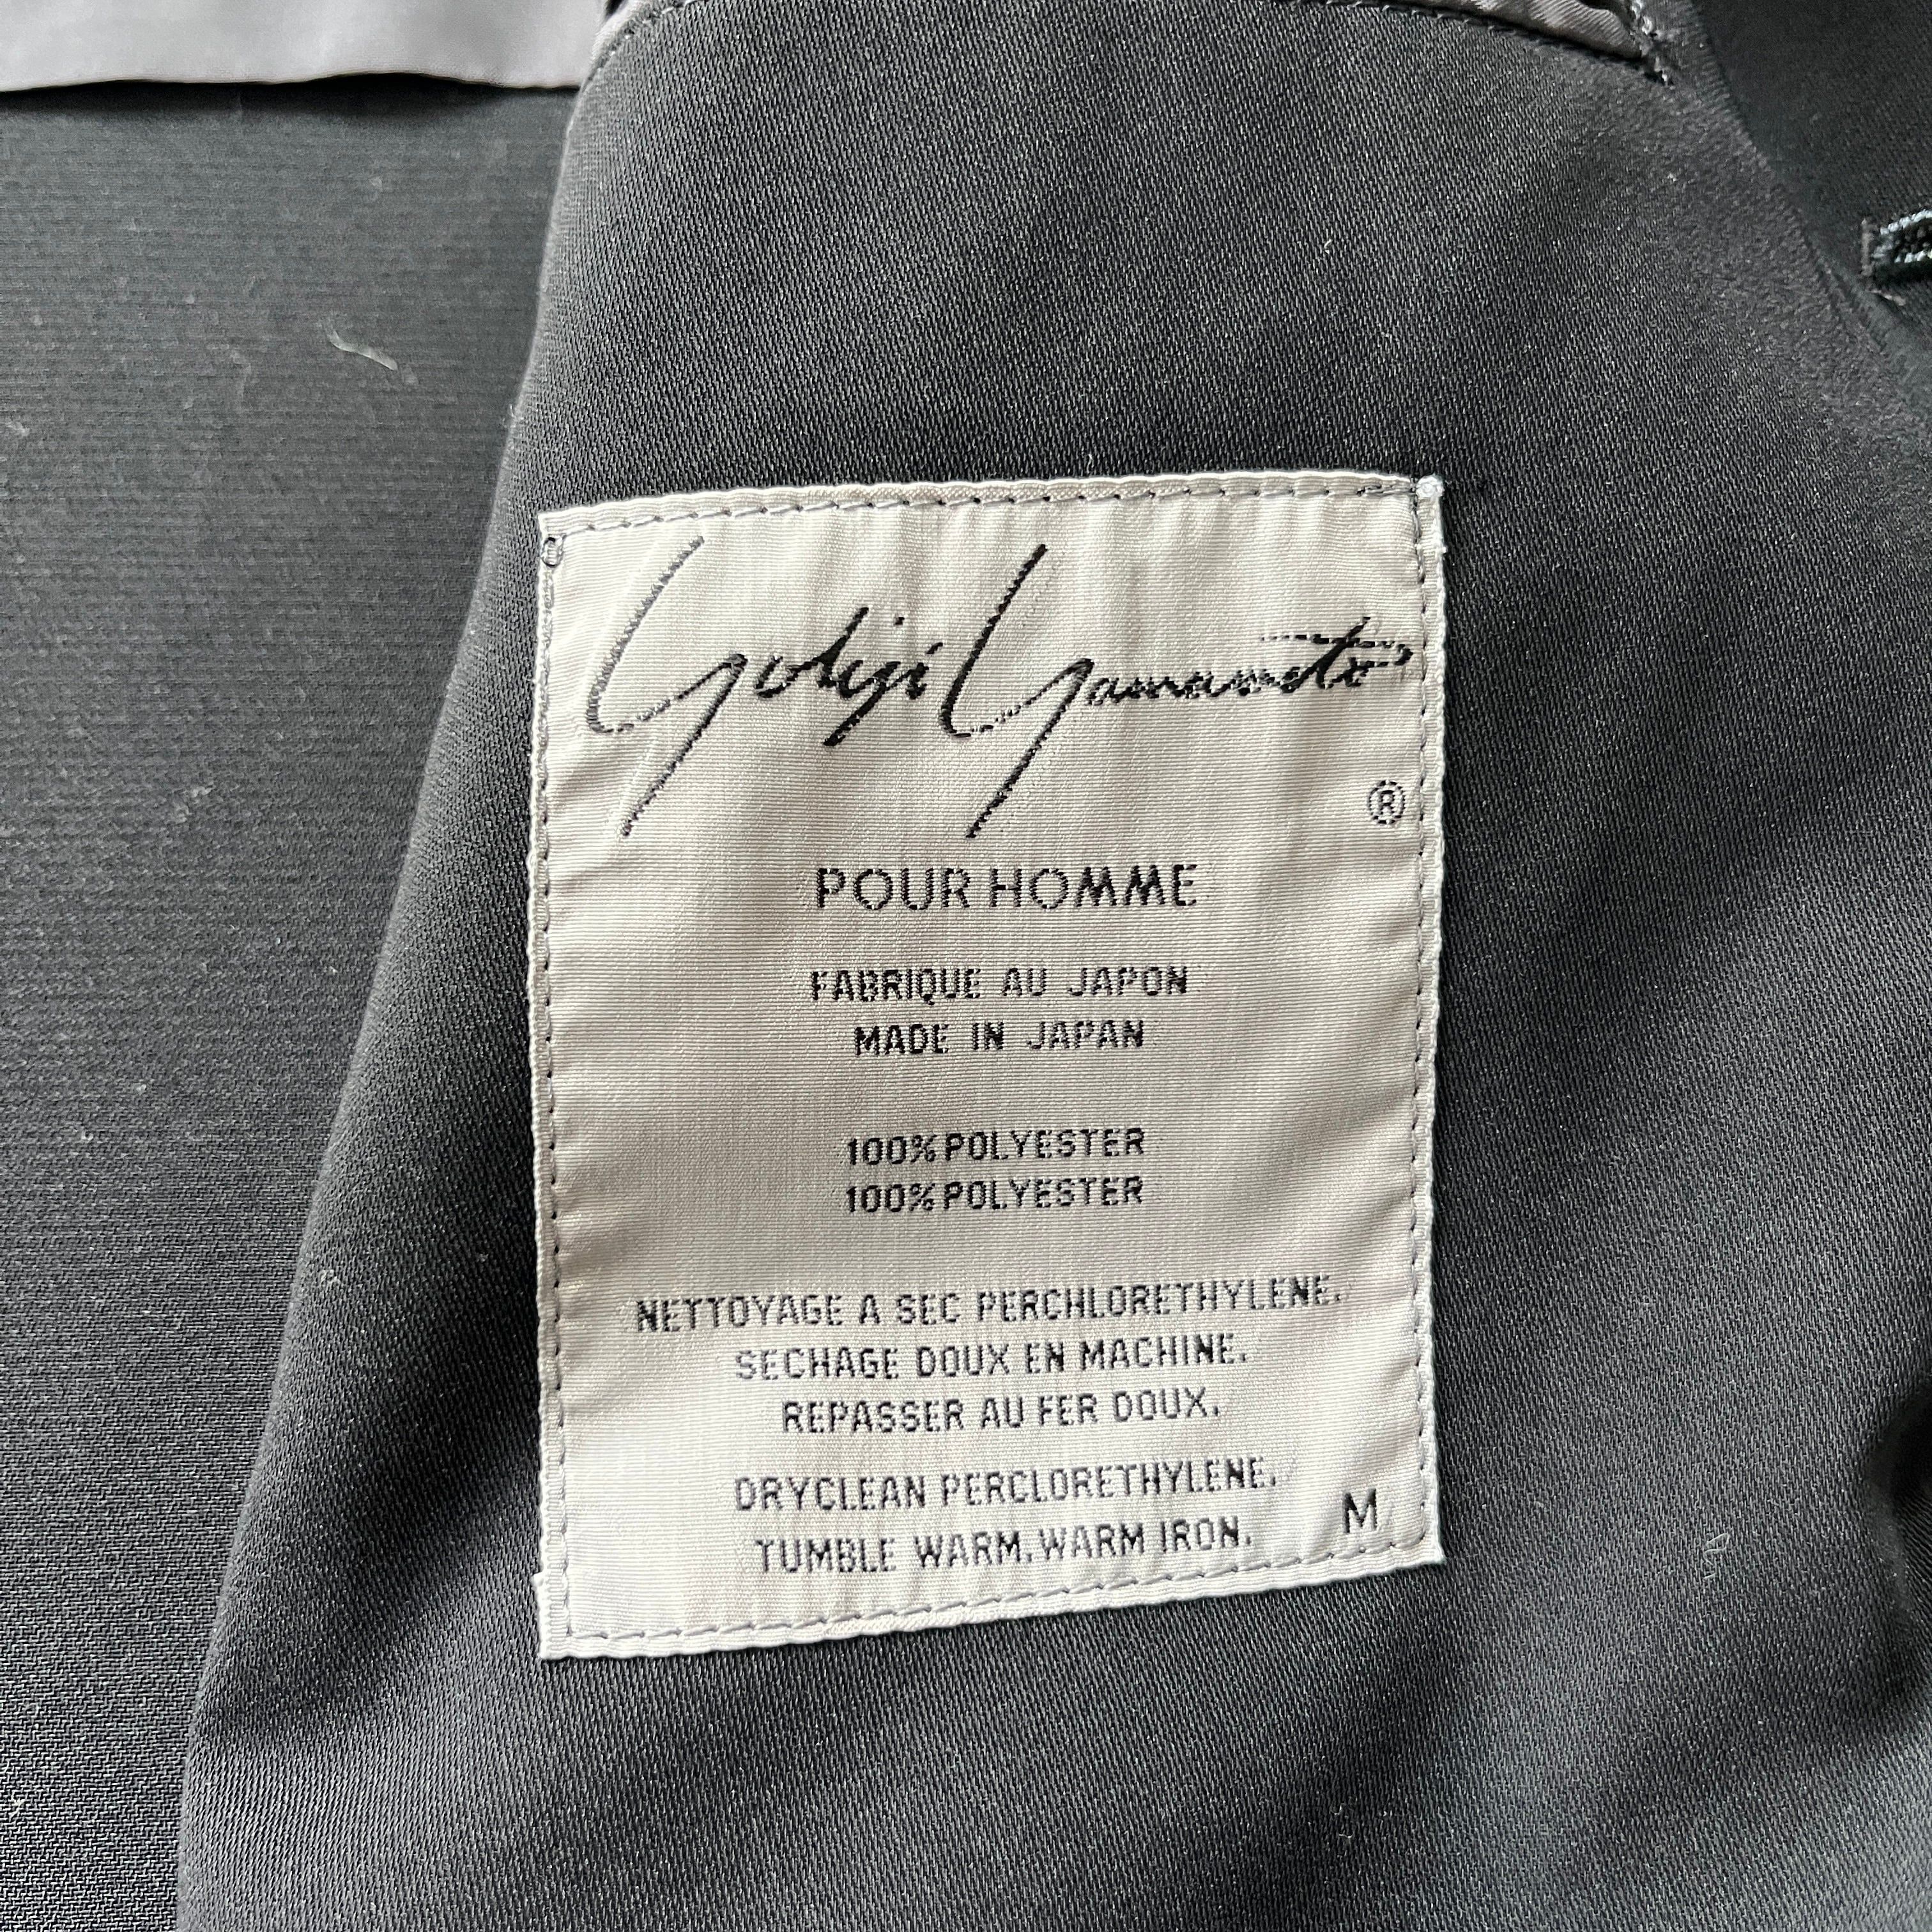 Yohji Yamamoto
®
POUR HOMME
FABRIQUE AU JAPON
MADE IN JAPAN
100% POLYESTER
100% POLYESTER
NETTOYAGE A SEC PERCHLORETHYLENE.
SECHAGE DOUX EN MACHINE.
REPASSER AU FER DOUX.
DRYCLEAN PERCLORETHYLENE.
TUMBLE WARM. WARM IRON.
M